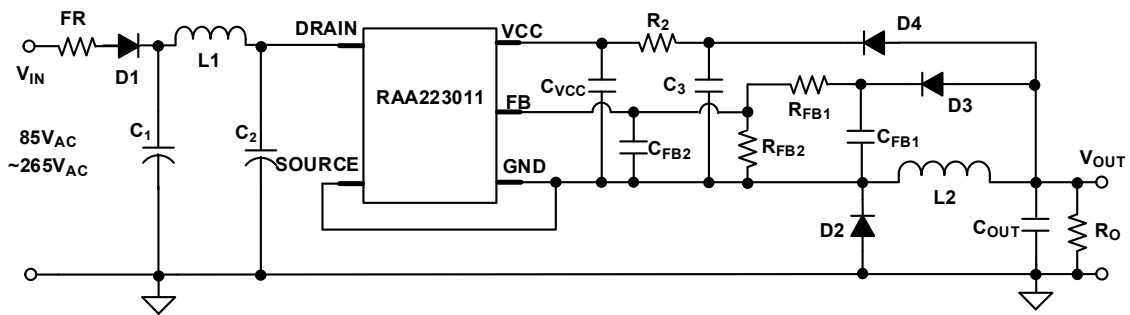 FR
D1
L1
DRAIN
VCC
R2
D4
VIN
CVCC
C3
RAA223011
FB
RFB1
D3
C1
C2
85VAC
~265VAC
SOURCE
CFB2
RFB2
CFB1
GND
VOUT
L2
D2
COUT
RO